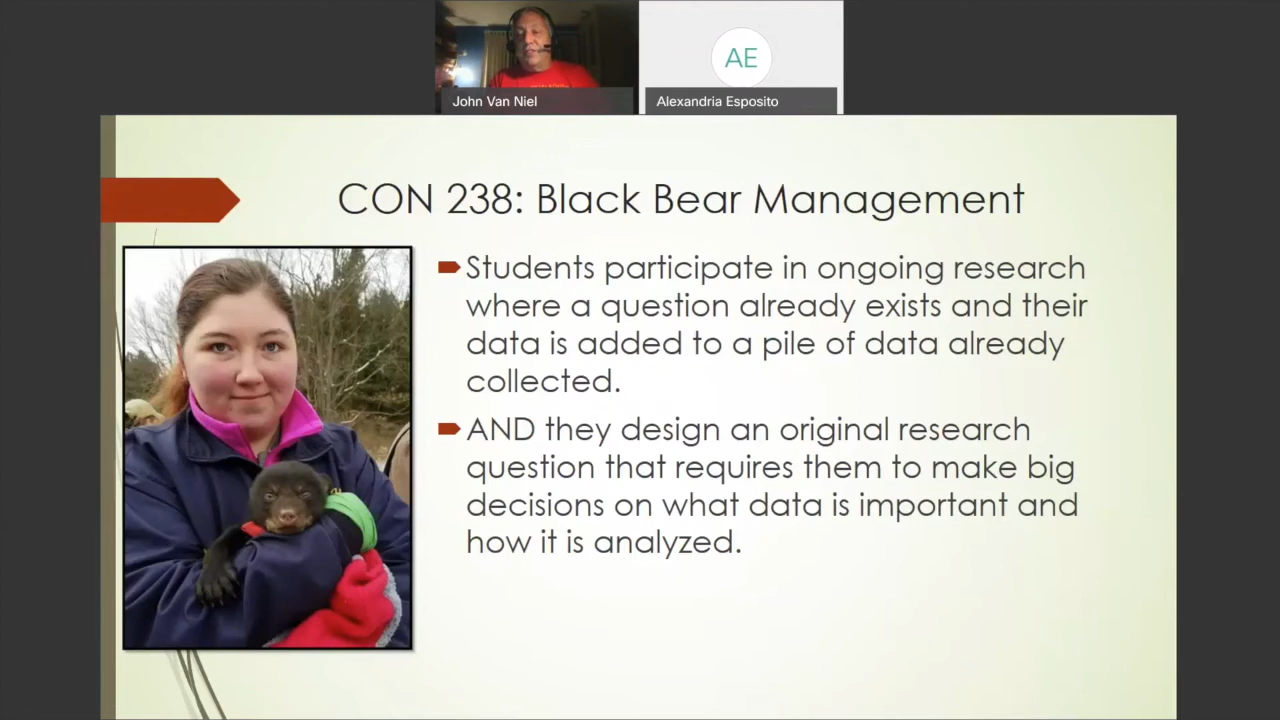 AE
John Van Niel
Alexandria Esposito
CON 238: Black Bear Management
Students participate in ongoing research
where a question already exists and their
data is added to a pile of data already
collected.
AND they design an original research
question that requires them to make big
decisions on what data is important and
how it is analyzed.